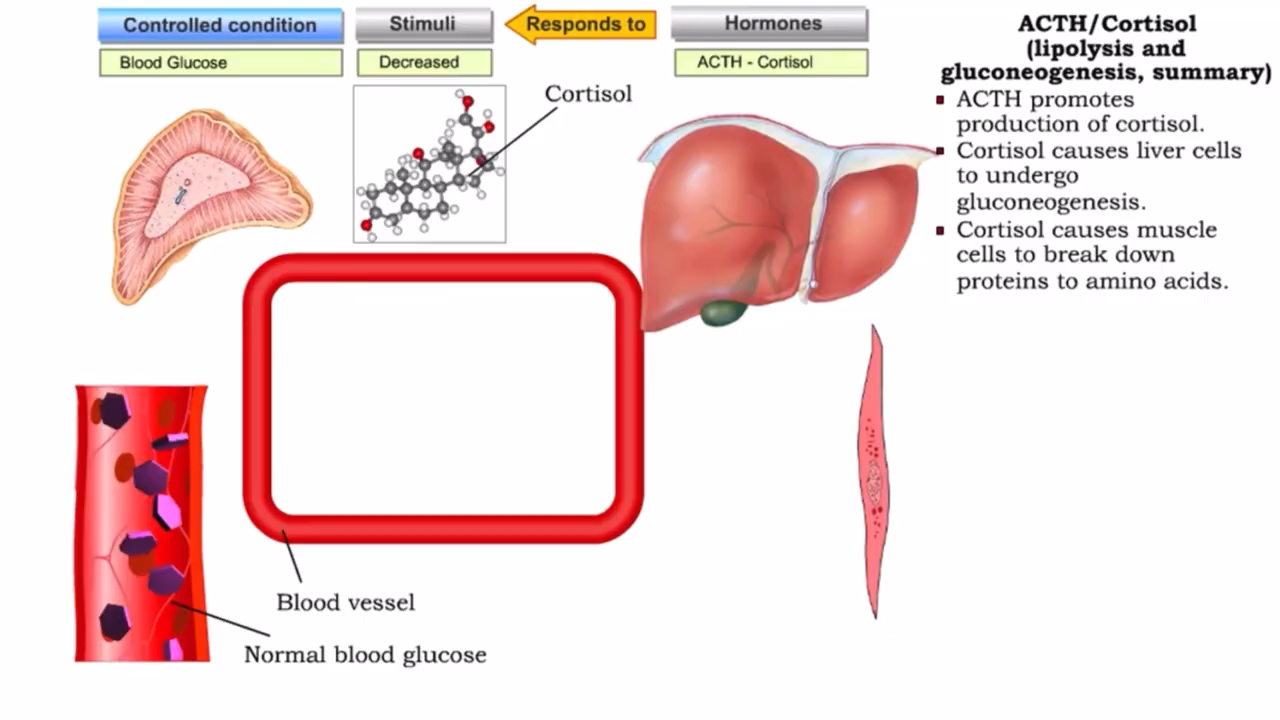 Controlled condition
Stimuli
Responds to
Hormones
Blood Glucose
Decreased
ACTH - Cortisol
ACTH/Cortisol
(lipolysis and
gluconeogenesis, summary)
ACTH promotes
production of cortisol.
Cortisol causes liver cells
to undergo
gluconeogenesis.
Cortisol causes muscle
cells to break down
proteins to amino acids.
Cortisol
Blood vessel
Normal blood glucose